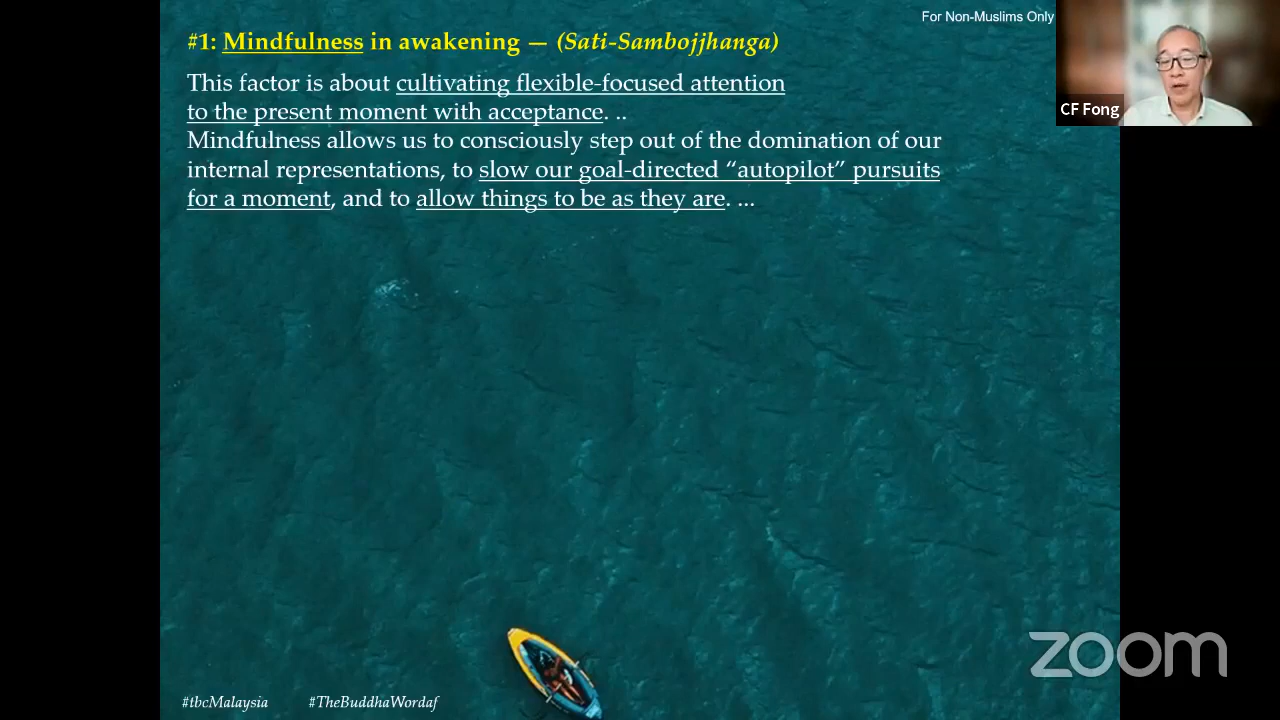 For Non-Muslims Only
#1: Mindfulness in awakening — (Sati-Sambojjhanga)
This factor is about cultivating flexible-focused attention
to the present moment with acceptance. ..
Mindfulness allows us to consciously step out of the domination of our
internal representations, to slow our goal-directed “autopilot” pursuits
for a moment, and to allow things to be as they are. ...
CF Fong
zoom
#tbcMalaysia #TheBuddhaWordaf